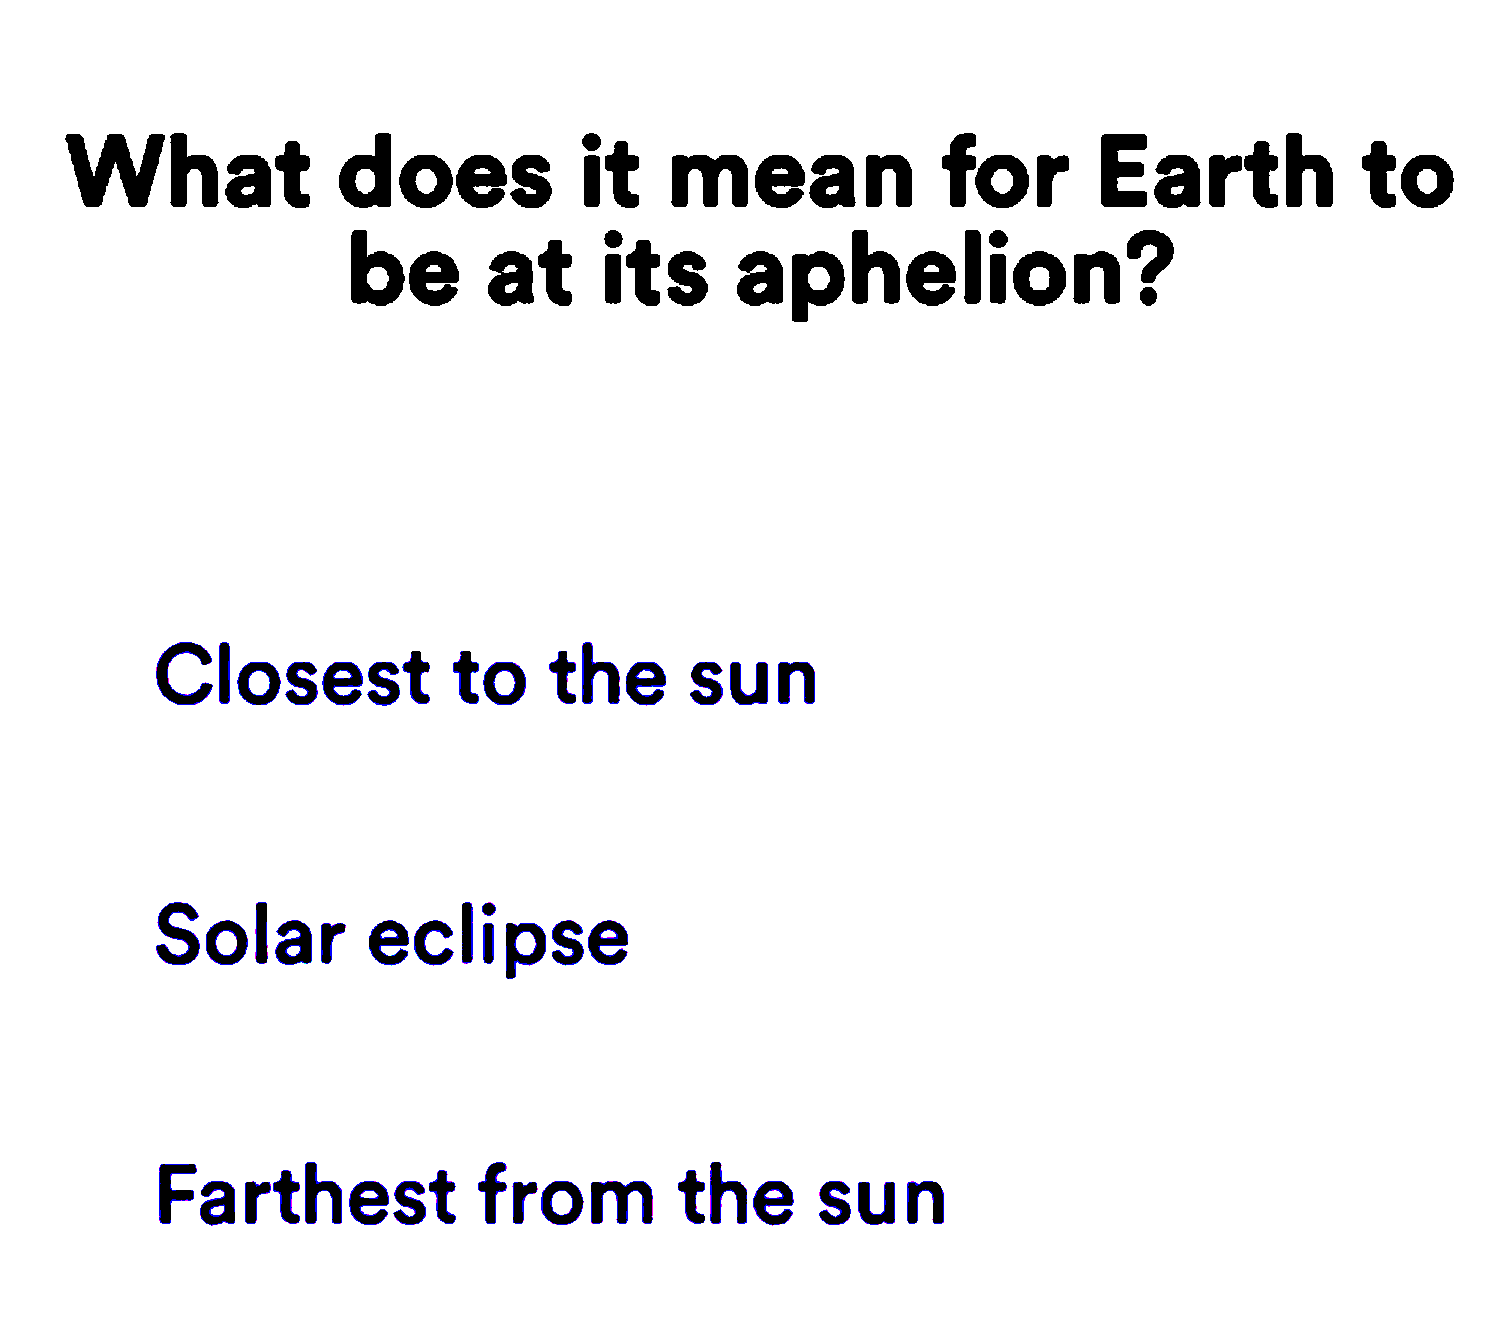 What does it mean for Earth to
be at its aphelion?
Closest to the sun
Solar eclipse
Farthest from the sun